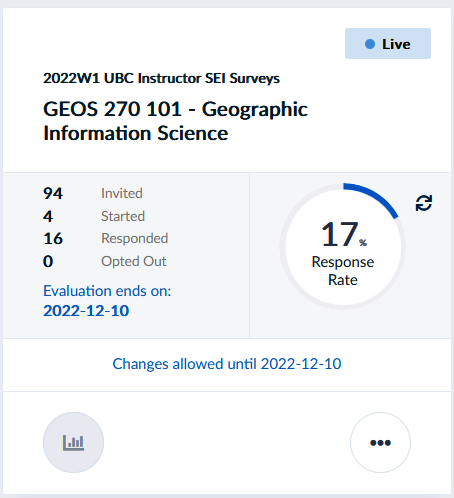 Live
2022W1 UBC Instructor SEI Surveys
GEOS 270 101 - Geographic
Information Science
94 Invited
4 Started
16 Responded
0 Opted Out
Evaluation ends on:
2022-12-10
17%
Response
Rate
Changes allowed until 2022-12-10